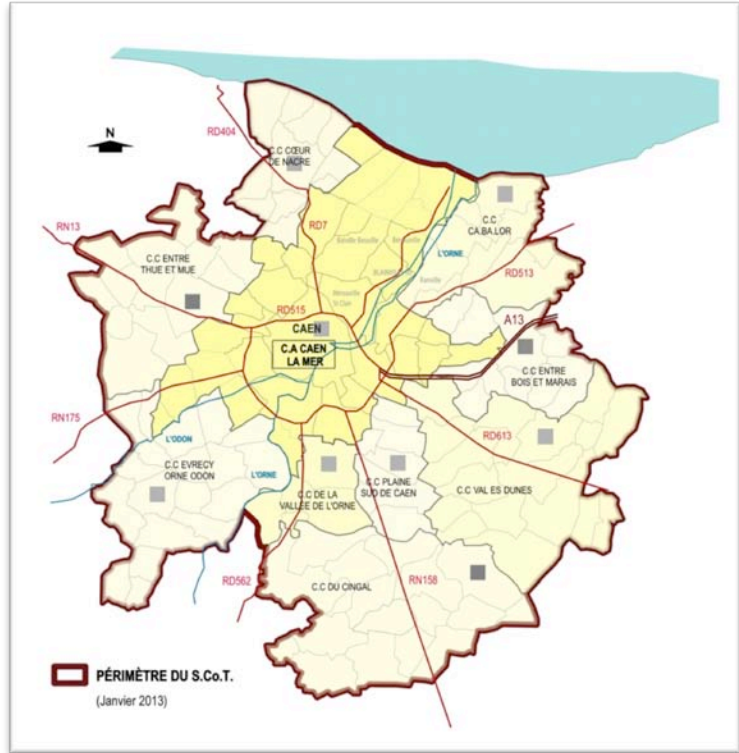 N
RD404
C.C CŒUR
DE NACRE
RN13
RD7
C.C
CA.BA.LOR
C.C ENTRE
THUE ET MUE
L'ORNE
RD513
RD515
A13
CAEN
C.A CAEN
LA MER
C.C ENTRE
BOIS ET MARAIS
RN175
L'ODON
RD613
C.C EVRECY
ORNE ODON
L'ORNE
C.C DE LA
VALLÉE DE L'ORNE
C.C PLAINE
SUD DE CAEN
C.C VAL ES DUNES
RD562
C.C DU CINGAL
RN158
PÉRIMÈTRE DU S.Co.T.
(Janvier 2013)